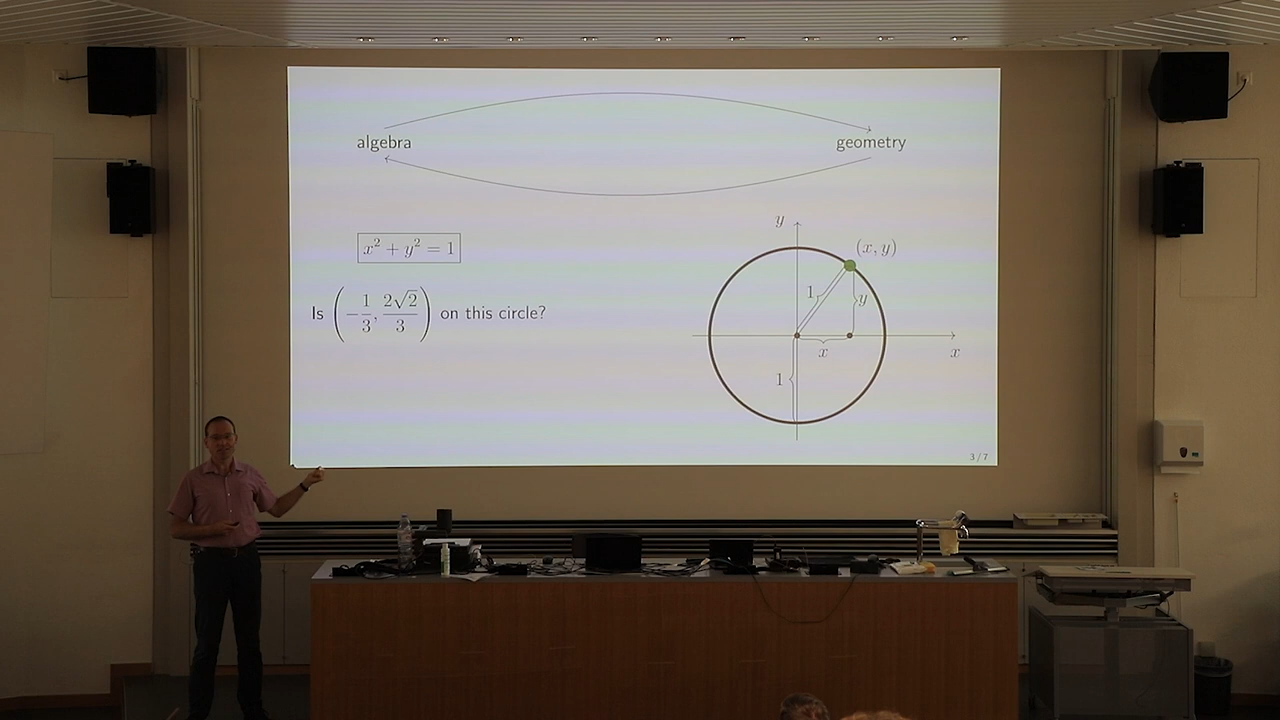 algebra
geometry
x² + y² = 1
Is (−1/3, 2√2/3) on this circle?
y
(x, y)
1
y
x
x
1
3 / 7